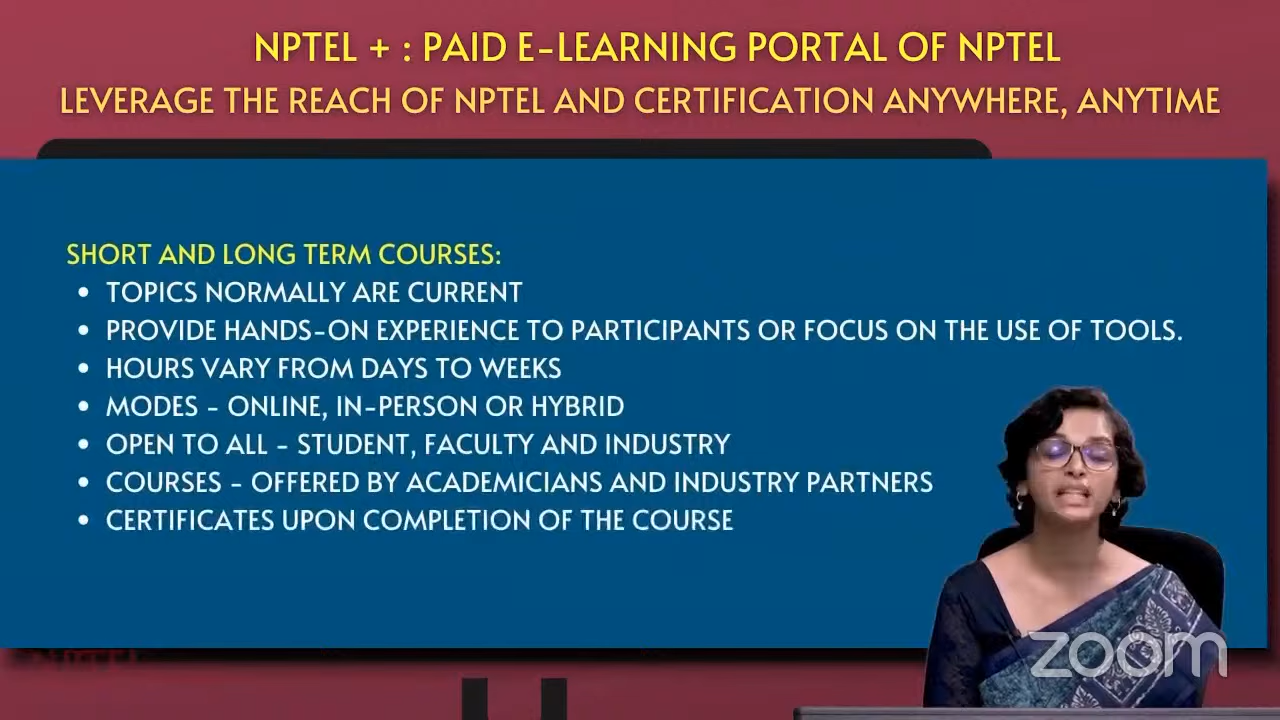 NPTEL + : PAID E-LEARNING PORTAL OF NPTEL
LEVERAGE THE REACH OF NPTEL AND CERTIFICATION ANYWHERE, ANYTIME
SHORT AND LONG TERM COURSES:
• TOPICS NORMALLY ARE CURRENT
• PROVIDE HANDS-ON EXPERIENCE TO PARTICIPANTS OR FOCUS ON THE USE OF TOOLS.
• HOURS VARY FROM DAYS TO WEEKS
• MODES - ONLINE, IN-PERSON OR HYBRID
• OPEN TO ALL - STUDENT, FACULTY AND INDUSTRY
• COURSES - OFFERED BY ACADEMICIANS AND INDUSTRY PARTNERS
• CERTIFICATES UPON COMPLETION OF THE COURSE
zoom